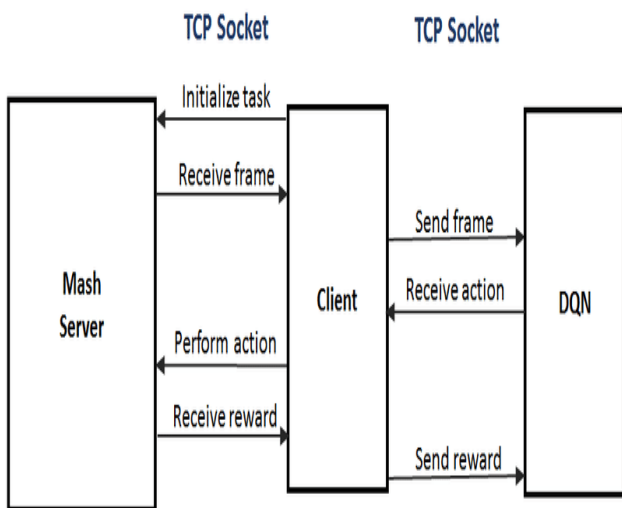 TCP Socket
TCP Socket
Initialize task
Receive frame
Send frame
Receive action
Mash
Server
Client
DQN
Perform action
Receive reward
Send reward